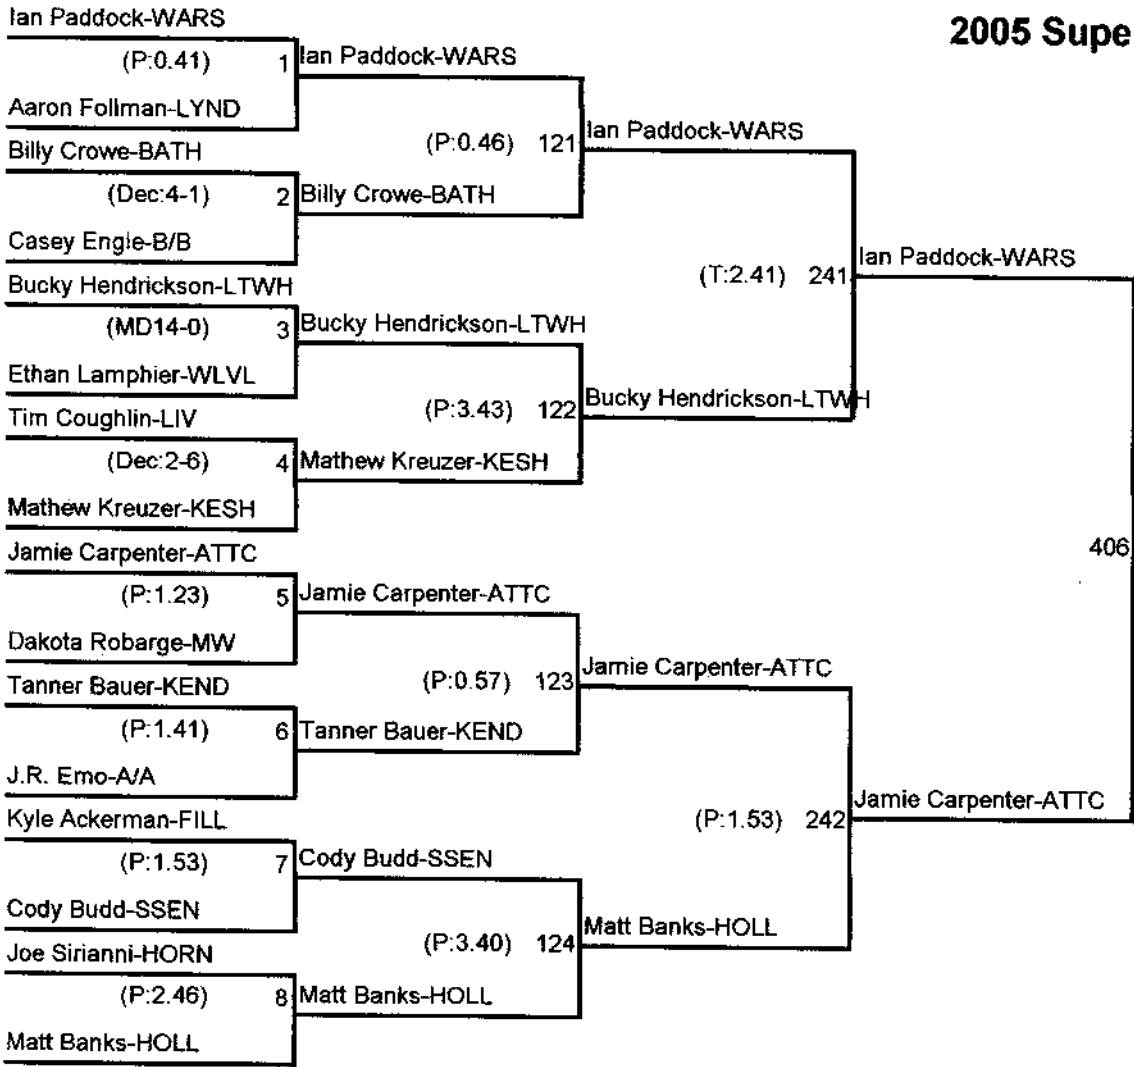 Ian Paddock-WARS
2005 Supe
(P:0.41) 1 Ian Paddock-WARS
Aaron Follman-LYND
(P:0.46) 121 Ian Paddock-WARS
Billy Crowe-BATH
(Dec:4-1) 2 Billy Crowe-BATH
Casey Engle-B/B
(T:2.41) 241 Ian Paddock-WARS
Bucky Hendrickson-LTWH
(MD14-0) 3 Bucky Hendrickson-LTWH
Ethan Lamphier-WLVL
(P:3.43) 122 Bucky Hendrickson-LTWH
Tim Coughlin-LIV
(Dec:2-6) 4 Mathew Kreuzer-KESH
Mathew Kreuzer-KESH
406
Jamie Carpenter-ATTC
(P:1.23) 5 Jamie Carpenter-ATTC
Dakota Robarge-MW
(P:0.57) 123 Jamie Carpenter-ATTC
Tanner Bauer-KEND
(P:1.41) 6 Tanner Bauer-KEND
J.R. Emo-A/A
(P:1.53) 242 Jamie Carpenter-ATTC
Kyle Ackerman-FILL
(P:1.53) 7 Cody Budd-SSEN
Cody Budd-SSEN
(P:3.40) 124 Matt Banks-HOLL
Joe Sirianni-HORN
(P:2.46) 8 Matt Banks-HOLL
Matt Banks-HOLL